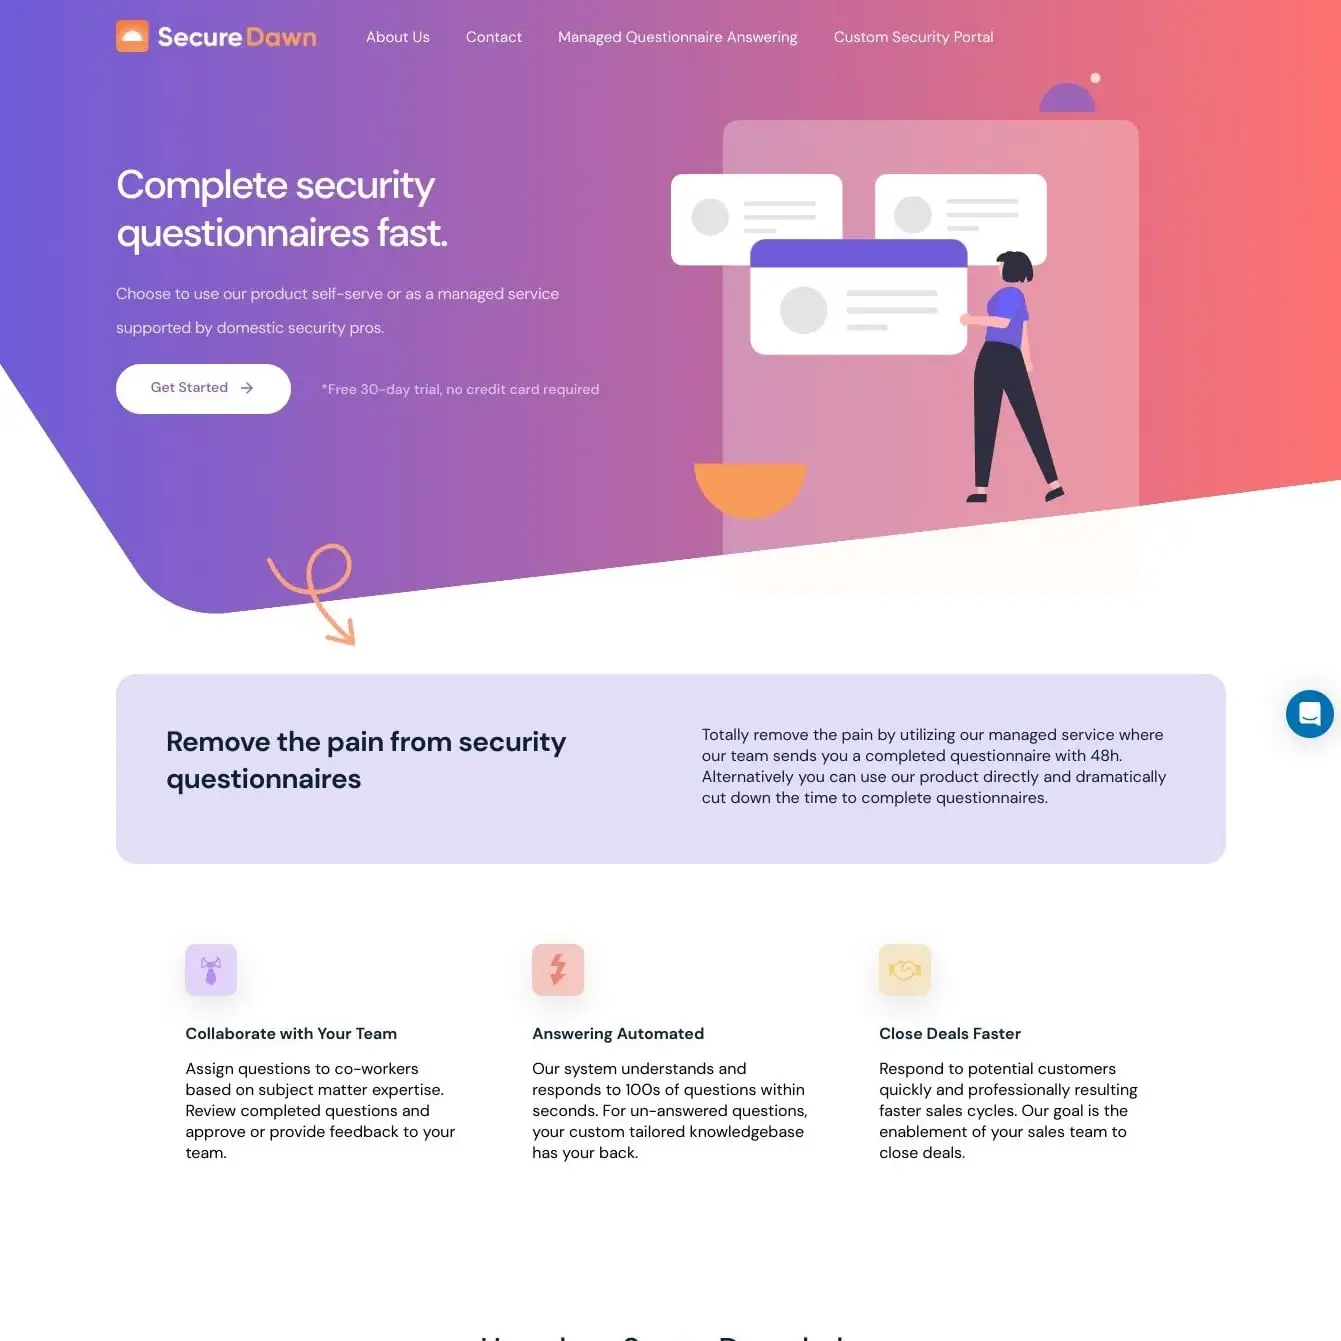 SecureDawn
About Us
Contact
Managed Questionnaire Answering
Custom Security Portal
Complete security
questionnaires fast.
Choose to use our product self-serve or as a managed service
supported by domestic security pros.
Get Started
*Free 30-day trial, no credit card required
Remove the pain from security
questionnaires
Totally remove the pain by utilizing our managed service where
our team sends you a completed questionnaire with 48h.
Alternatively you can use our product directly and dramatically
cut down the time to complete questionnaires.
Collaborate with Your Team
Assign questions to co-workers
based on subject matter expertise.
Review completed questions and
approve or provide feedback to your
team.
Answering Automated
Our system understands and
responds to 100s of questions within
seconds. For un-answered questions,
your custom tailored knowledgebase
has your back.
Close Deals Faster
Respond to potential customers
quickly and professionally resulting
faster sales cycles. Our goal is the
enablement of your sales team to
close deals.